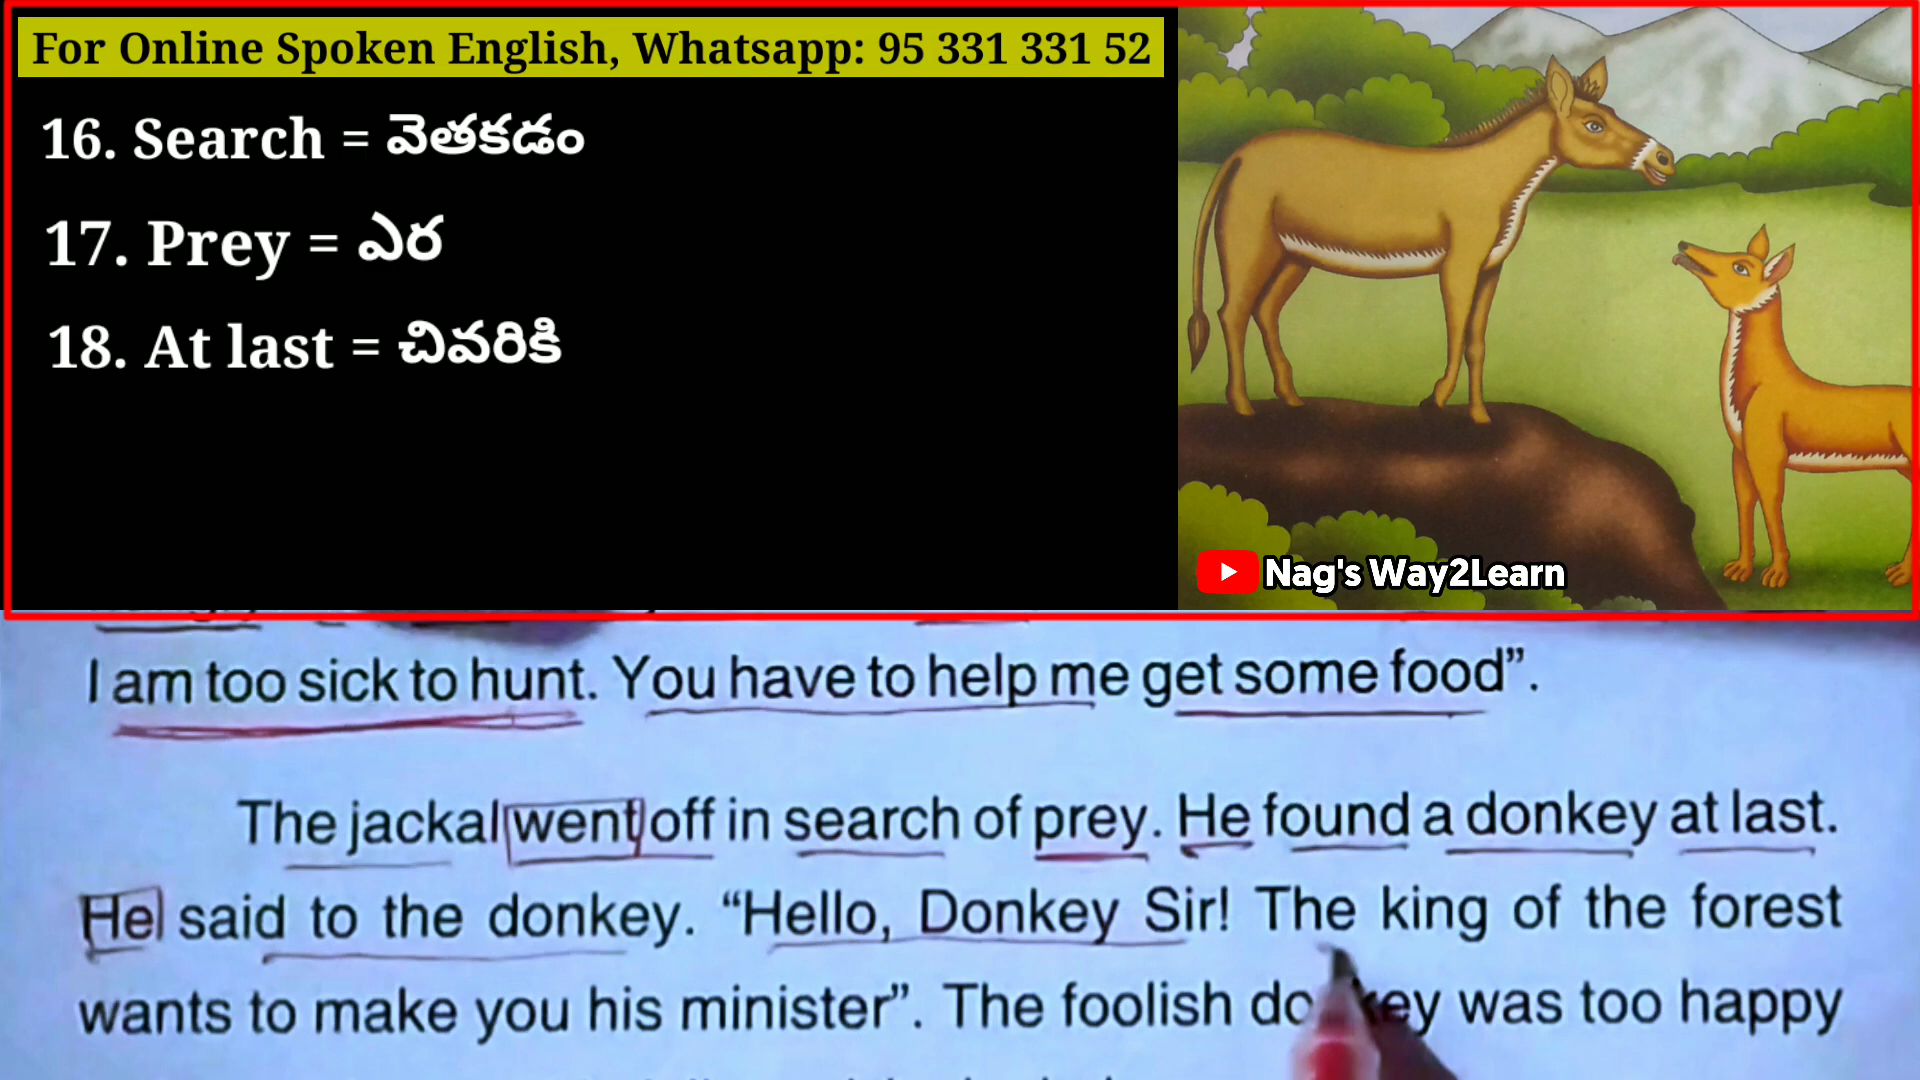 For Online Spoken English, Whatsapp: 95 331 331 52
16. Search = వెతకడం
17. Prey = ఎర
18. At last = చివరికి
Nag's Way2Learn
I am too sick to hunt. You have to help me get some food”.
The jackal went off in search of prey. He found a donkey at last.
He said to the donkey. “Hello, Donkey Sir! The king of the forest
wants to make you his minister”. The foolish donkey was too happy